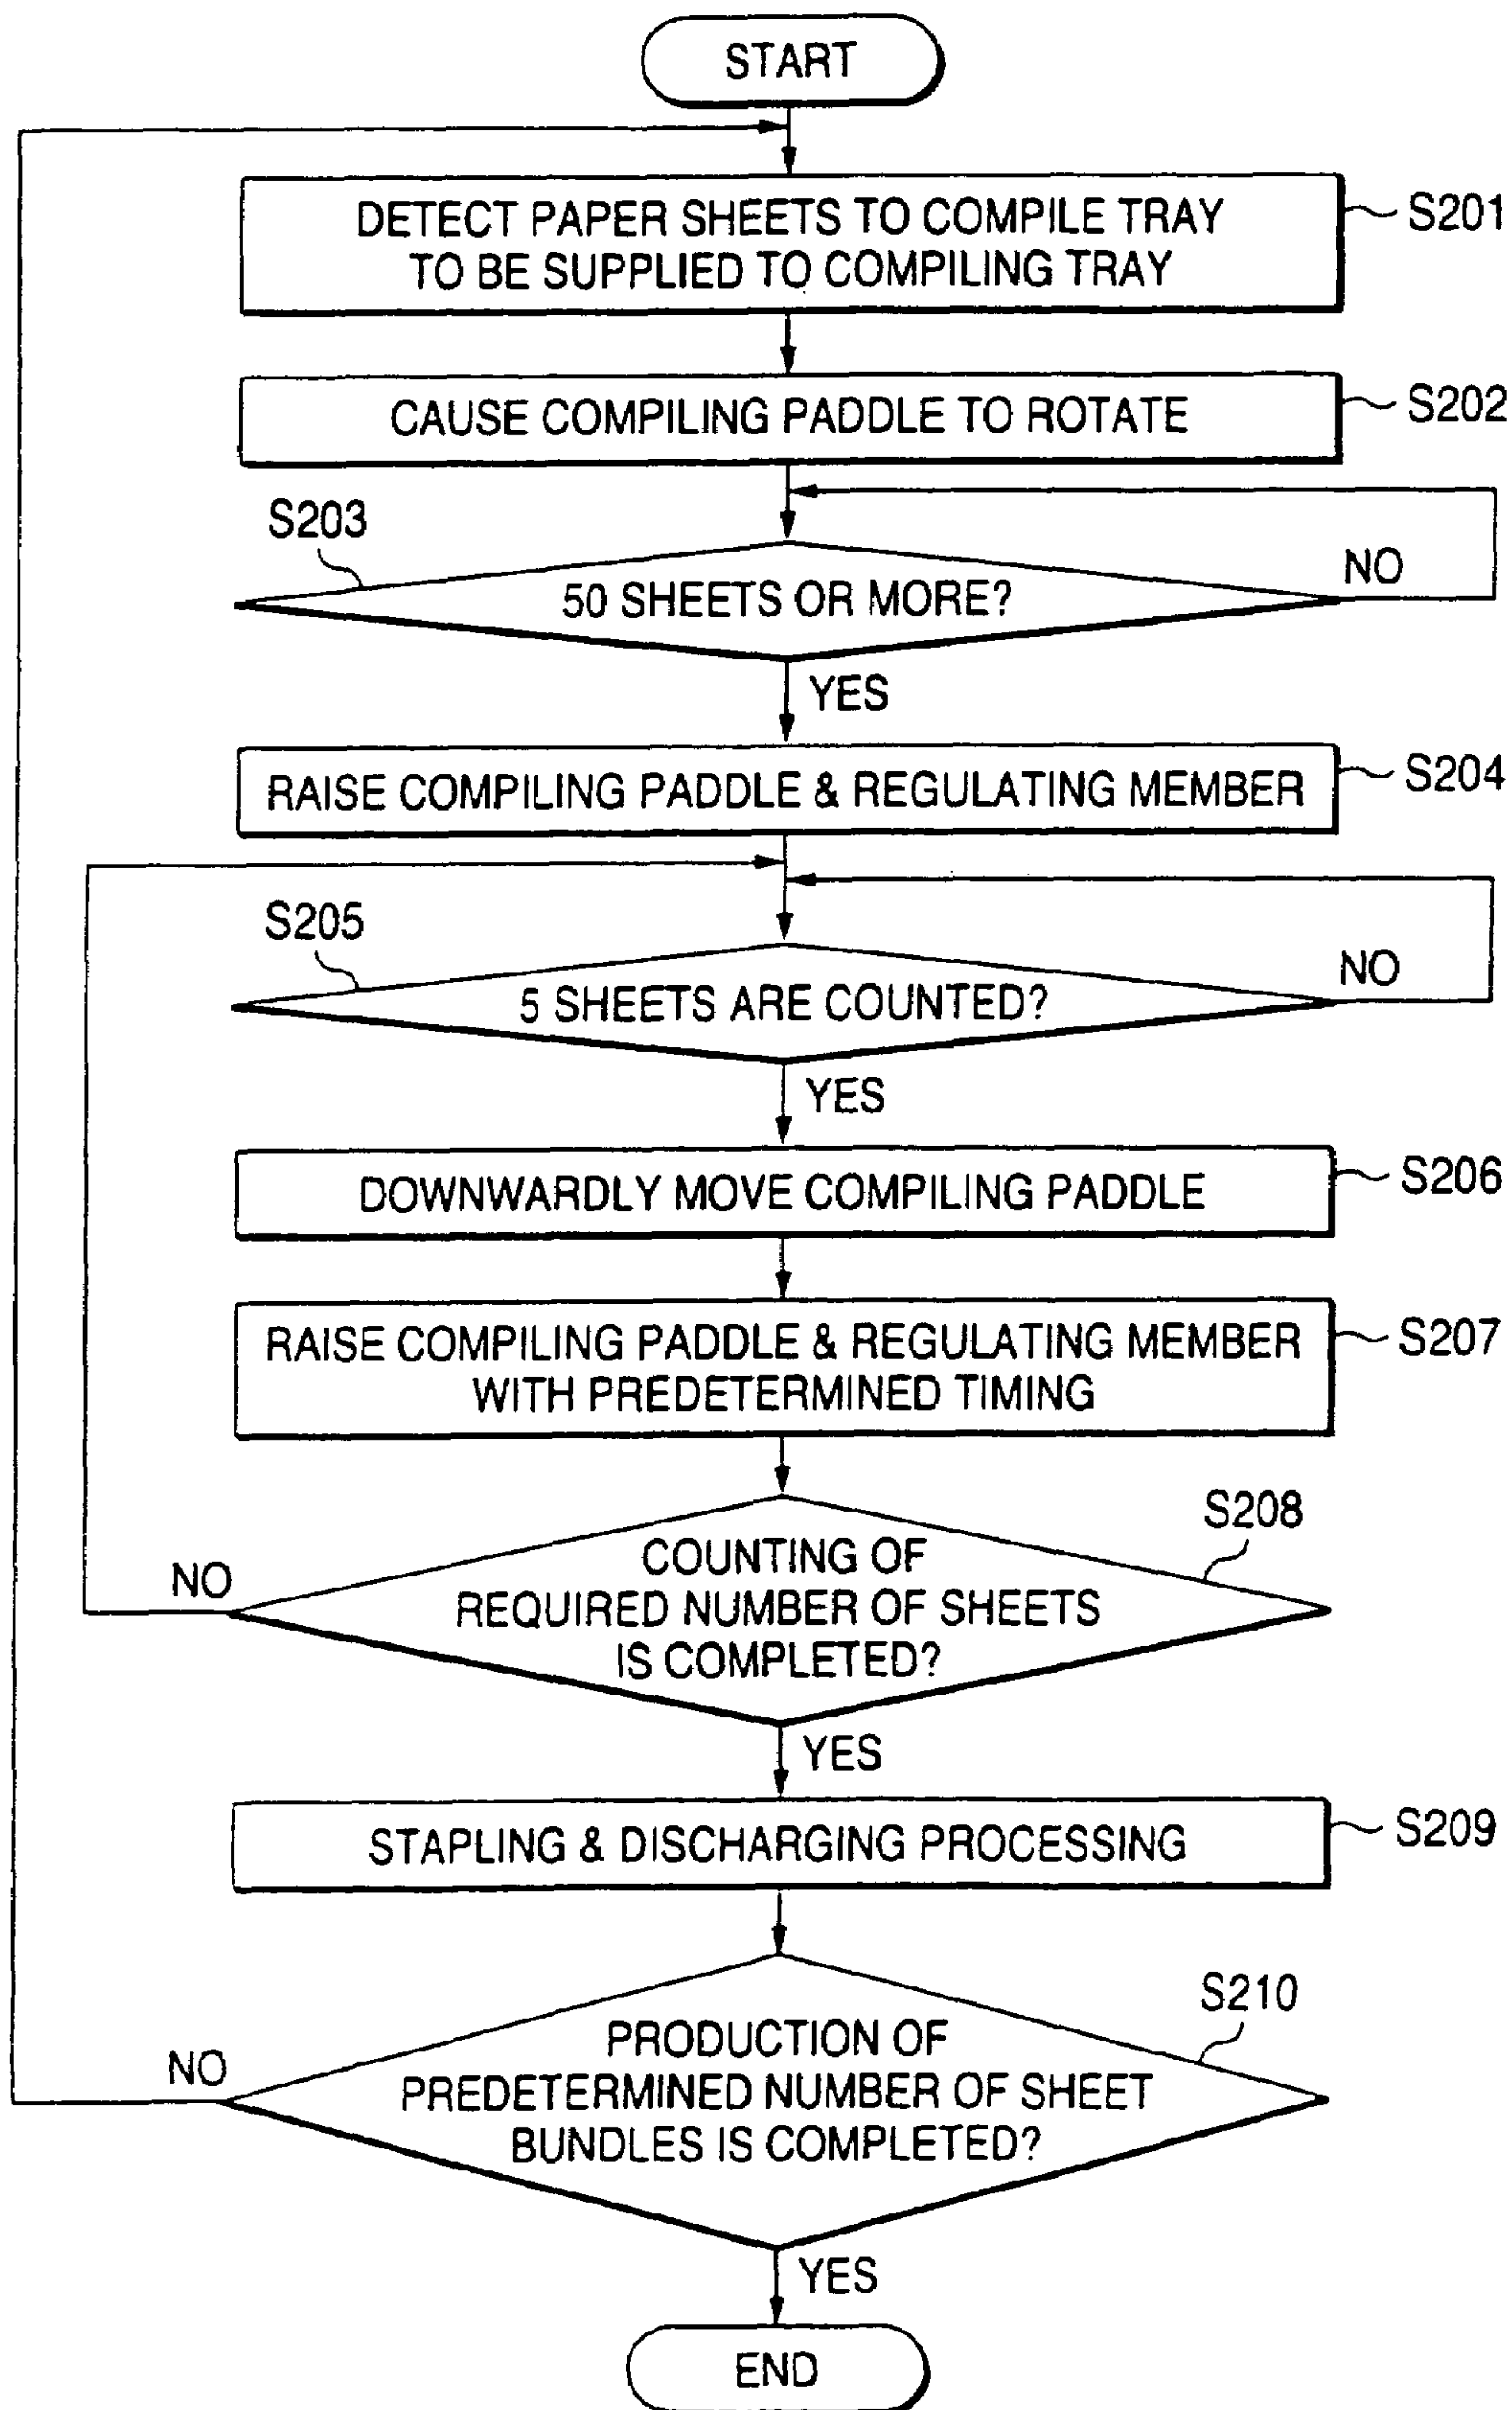 START
DETECT PAPER SHEETS TO COMPILE TRAY
TO BE SUPPLIED TO COMPILING TRAY
S201
CAUSE COMPILING PADDLE TO ROTATE
S202
S203
50 SHEETS OR MORE?
NO
YES
RAISE COMPILING PADDLE & REGULATING MEMBER
S204
S205
5 SHEETS ARE COUNTED?
NO
YES
DOWNWARDLY MOVE COMPILING PADDLE
S206
RAISE COMPILING PADDLE & REGULATING MEMBER
WITH PREDETERMINED TIMING
S207
S208
COUNTING OF
REQUIRED NUMBER OF SHEETS
IS COMPLETED?
NO
YES
STAPLING & DISCHARGING PROCESSING
S209
S210
PRODUCTION OF
PREDETERMINED NUMBER OF SHEET
BUNDLES IS COMPLETED?
NO
YES
END